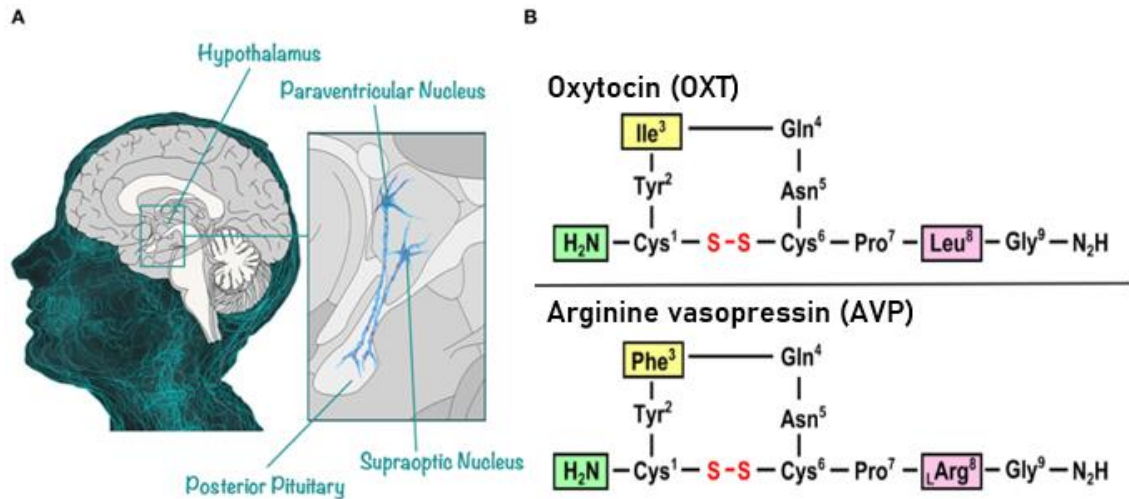 A
Hypothalamus
Paraventricular Nucleus
Supraoptic Nucleus
Posterior Pituitary
B
Oxytocin (OXT)
Ile³ Gln⁴
Tyr² Asn⁵
H₂N Cys¹ S-S Cys⁶ Pro⁷ Leu⁸ Gly⁹ N₂H
Arginine vasopressin (AVP)
Phe³ Gln⁴
Tyr² Asn⁵
H₂N Cys¹ S-S Cys⁶ Pro⁷ ʟArg⁸ Gly⁹ N₂H